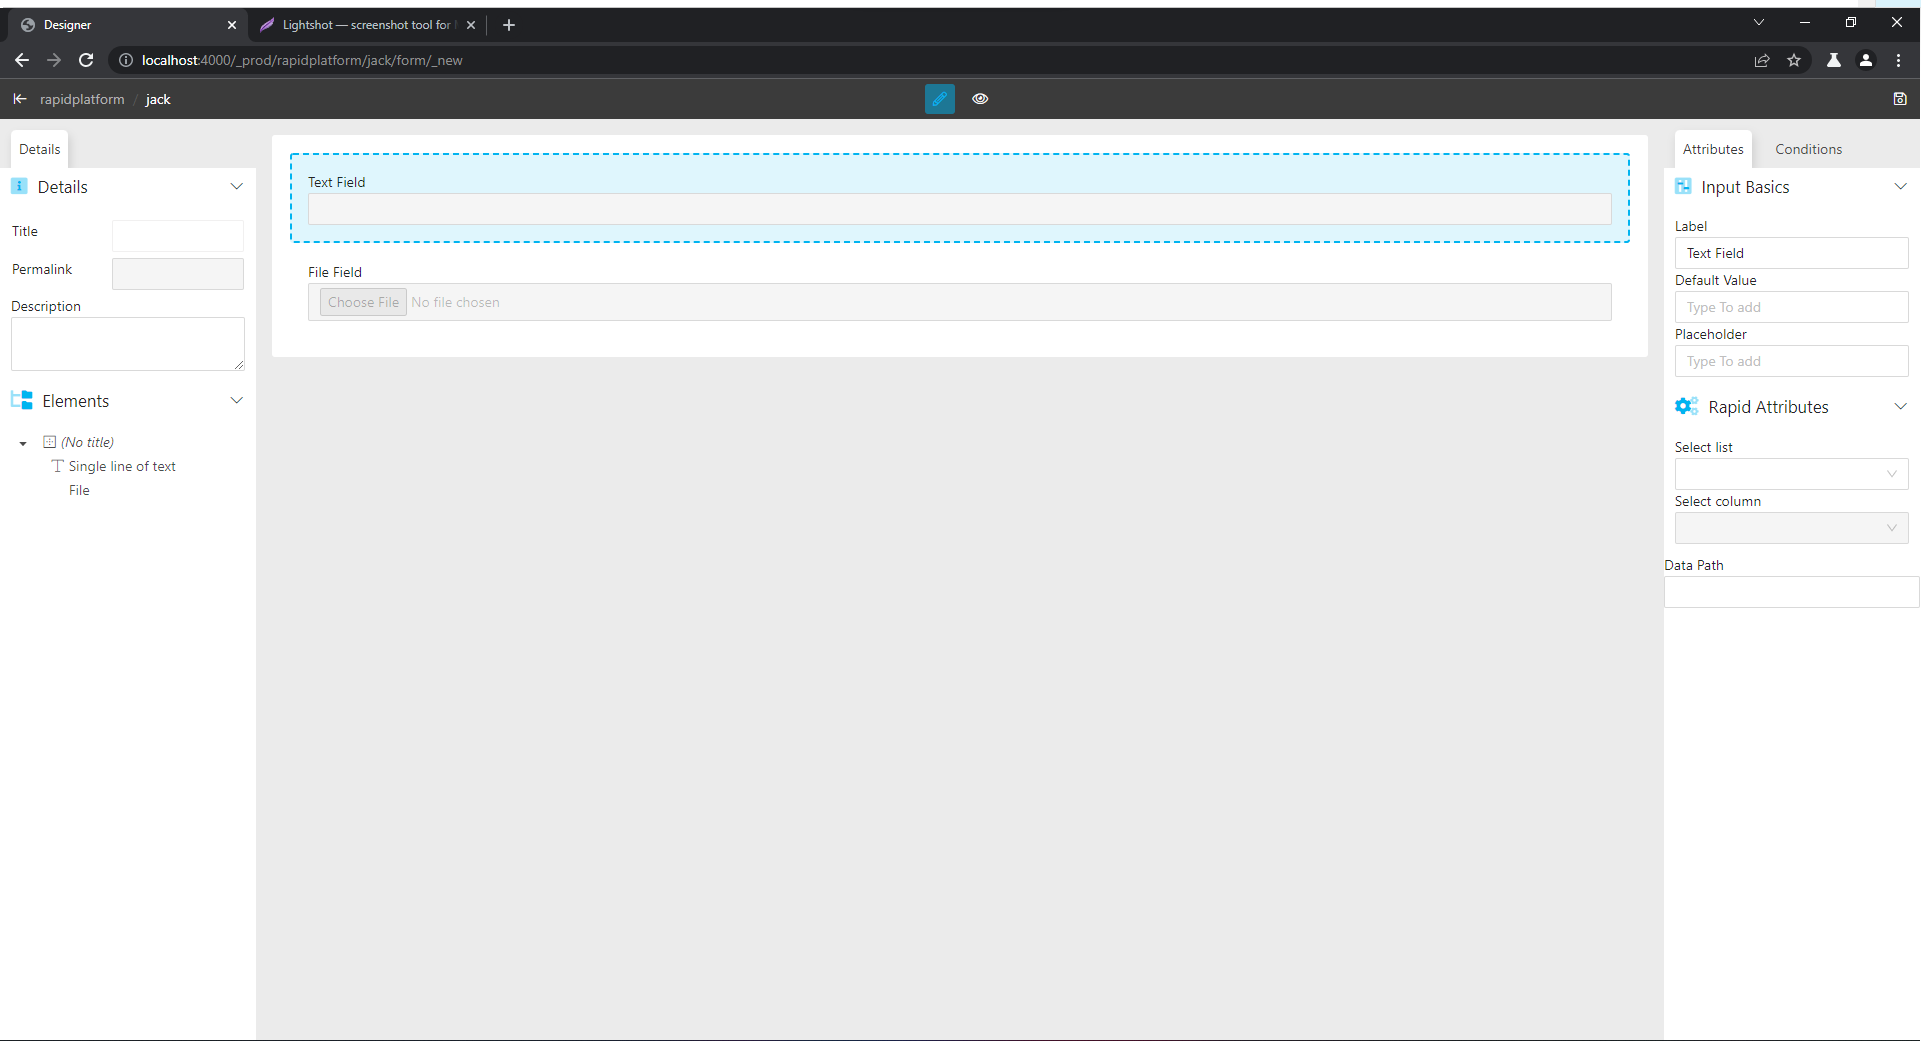 Designer
Lightshot — screenshot tool for
localhost:4000/_prod/rapidplatform/jack/form/_new
rapidplatform / jack
Details
Details
Title
Permalink
Description
Elements
(No title)
Single line of text
File
Text Field
File Field
Choose File No file chosen
Attributes Conditions
Input Basics
Label
Text Field
Default Value
Type To add
Placeholder
Type To add
Rapid Attributes
Select list
Select column
Data Path